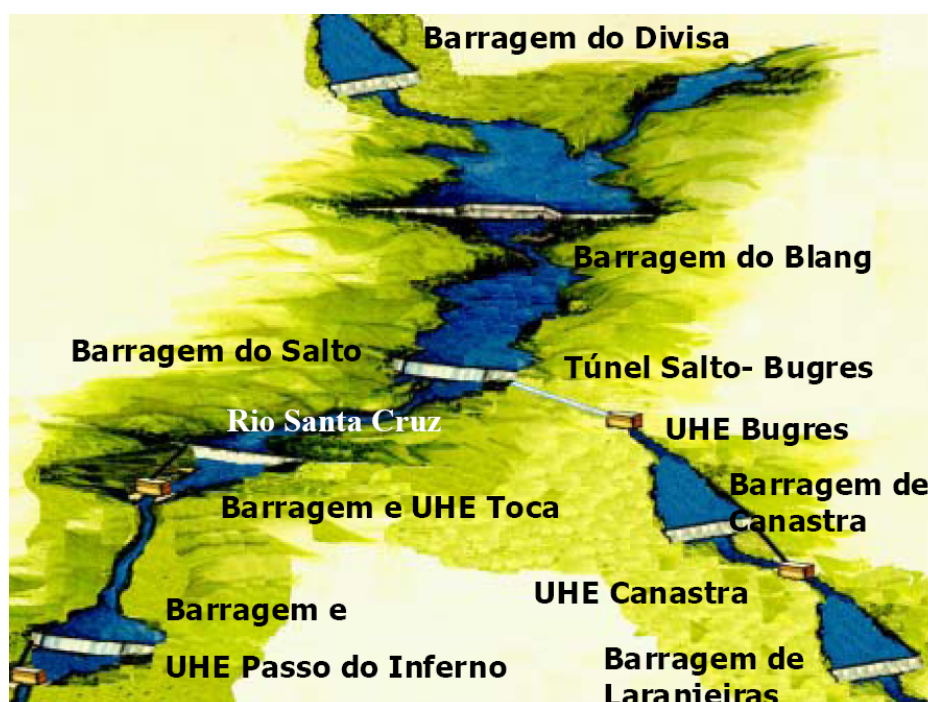 Barragem do Divisa
Barragem do Blang
Barragem do Salto
Túnel Salto- Bugres
Rio Santa Cruz
UHE Bugres
Barragem de
Canastra
Barragem e UHE Toca
UHE Canastra
Barragem e
UHE Passo do Inferno
Barragem de
Laranjeiras